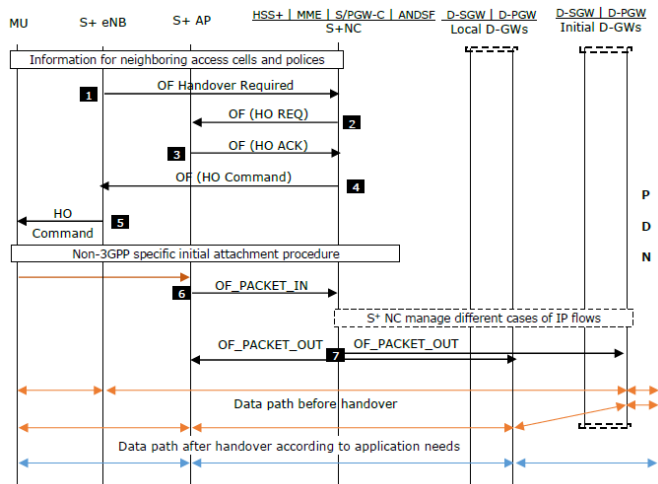 HSS+ | MME | S/PGW-C | ANDSF
D-SGW | D-PGW
D-SGW | D-PGW
MU
S+ eNB
S+ AP
S+NC
Local D-GWs
Initial D-GWs
Information for neighboring access cells and polices
OF Handover Required
1
OF (HO REQ)
2
OF (HO ACK)
3
OF (HO Command)
4
HO
Command
5
P
D
N
Non-3GPP specific initial attachment procedure
6
OF_PACKET_IN
S⁺ NC manage different cases of IP flows
OF_PACKET_OUT
7
OF_PACKET_OUT
Data path before handover
Data path after handover according to application needs